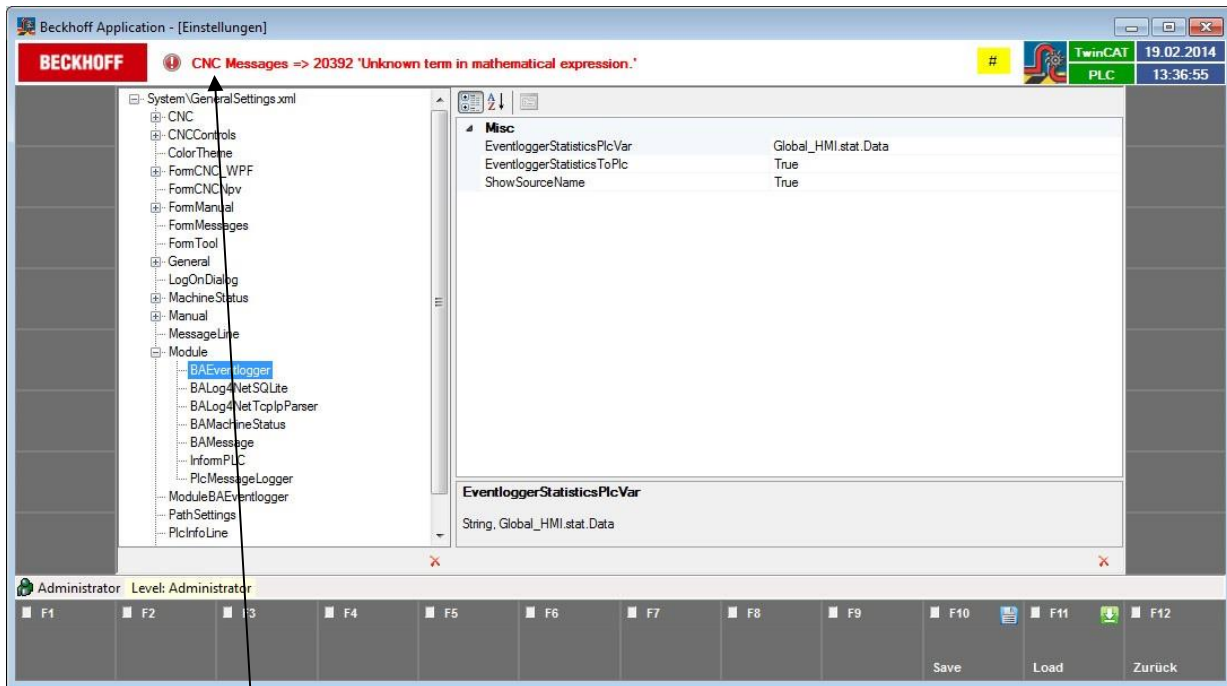 Beckhoff Application - [Einstellungen]
BECKHOFF
CNC Messages => 20392 'Unknown term in mathematical expression.'
#
TwinCAT
PLC
19.02.2014
13:36:55
System\GeneralSettings.xml
CNC
CNCControls
ColorTheme
FormCNC_WPF
FormCNCNpv
FormManual
FormMessages
FormTool
General
LogOnDialog
MachineStatus
Manual
MessageLine
Module
BAEventlogger
BALog4NetSQLite
BALog4NetTcpIpParser
BAMachineStatus
BAMessage
InformPLC
PlcMessageLogger
ModuleBAEventlogger
PathSettings
PlcInfoLine
Misc
EventloggerStatisticsPlcVar Global_HMI.stat.Data
EventloggerStatisticsToPlc True
ShowSourceName True
EventloggerStatisticsPlcVar
String, Global_HMI.stat.Data
Administrator Level: Administrator
F1 F2 F3 F4 F5 F6 F7 F8 F9 F10 F11 F12
Save Load Zurück